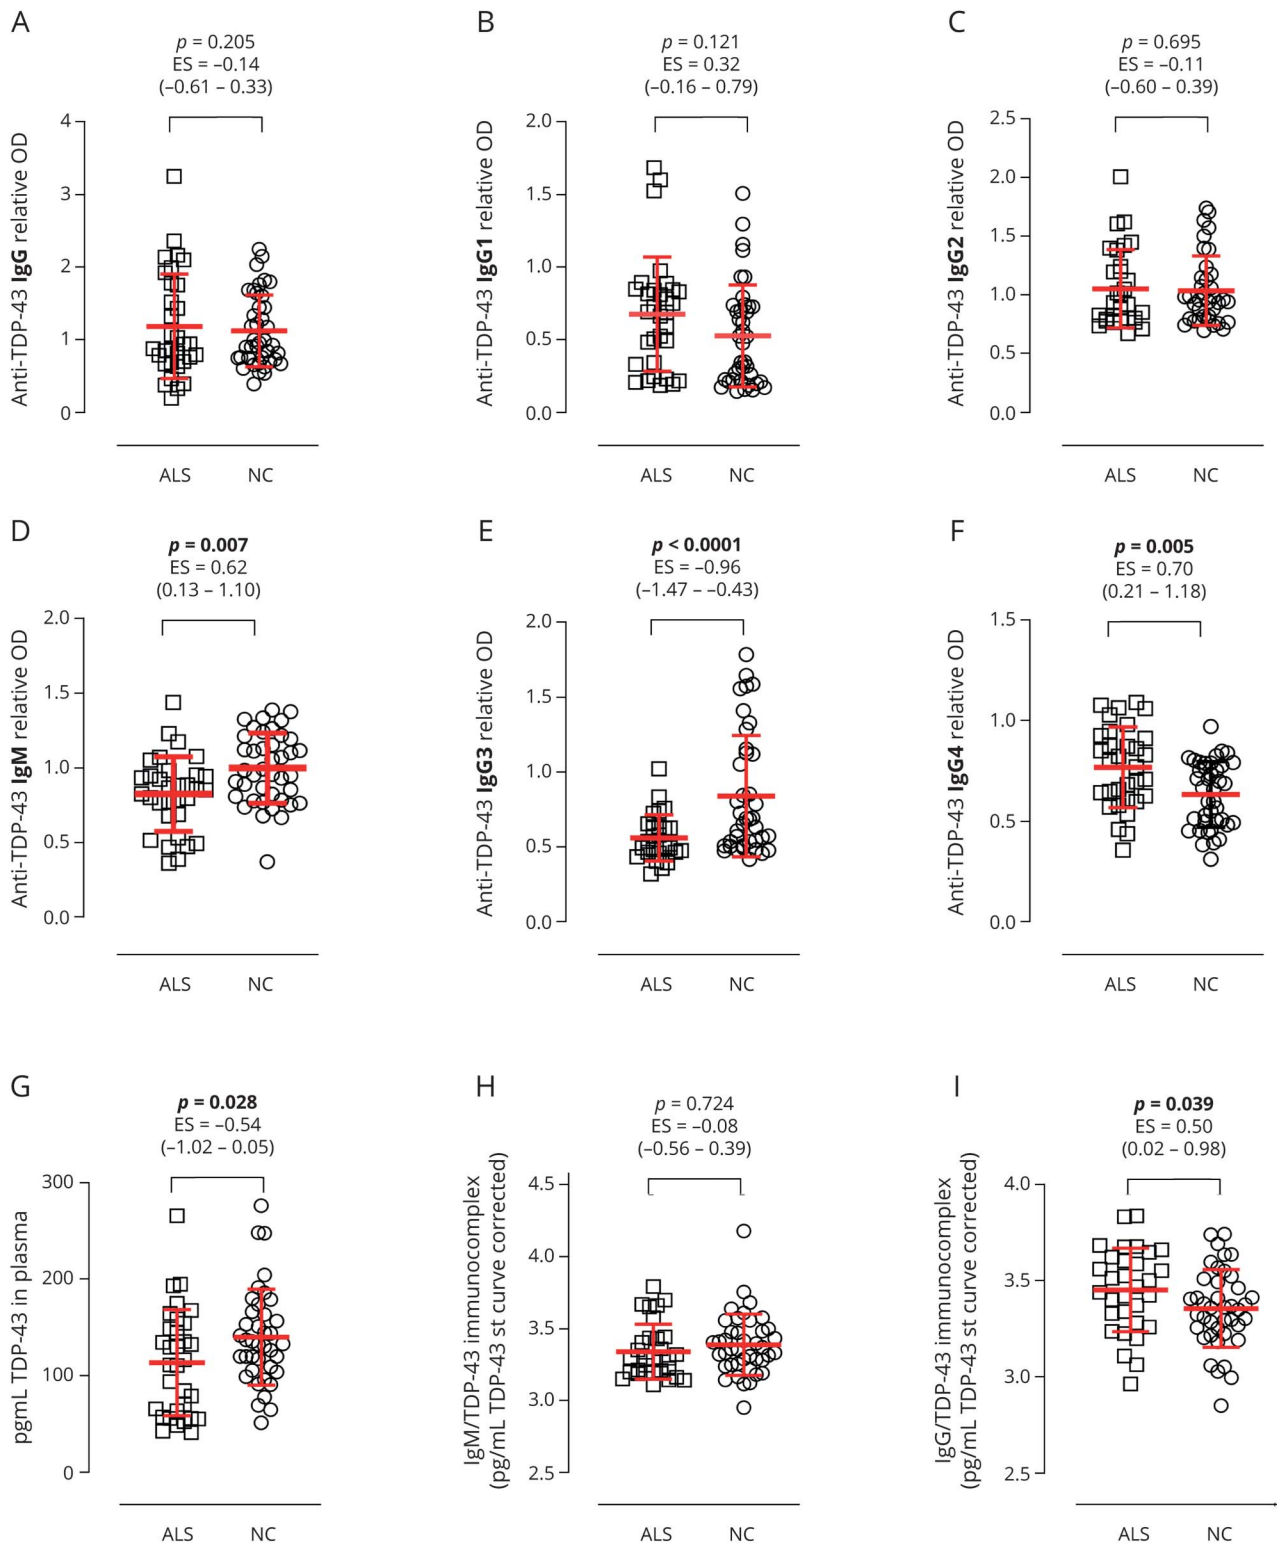 A
p = 0.205
ES = –0.14
(–0.61 – 0.33)
Anti-TDP-43 IgG relative OD
4
3
2
1
0
ALS NC
B
p = 0.121
ES = 0.32
(–0.16 – 0.79)
Anti-TDP-43 IgG1 relative OD
2.0
1.5
1.0
0.5
0.0
ALS NC
C
p = 0.695
ES = –0.11
(–0.60 – 0.39)
Anti-TDP-43 IgG2 relative OD
2.5
2.0
1.5
1.0
0.5
0.0
ALS NC
D
p = 0.007
ES = 0.62
(0.13 – 1.10)
Anti-TDP-43 IgM relative OD
2.0
1.5
1.0
0.5
0.0
ALS NC
E
p < 0.0001
ES = –0.96
(–1.47 – –0.43)
Anti-TDP-43 IgG3 relative OD
2.0
1.5
1.0
0.5
0.0
ALS NC
F
p = 0.005
ES = 0.70
(0.21 – 1.18)
Anti-TDP-43 IgG4 relative OD
1.5
1.0
0.5
0.0
ALS NC
G
p = 0.028
ES = –0.54
(–1.02 – 0.05)
pgmL TDP-43 in plasma
300
200
100
0
ALS NC
H
p = 0.724
ES = –0.08
(–0.56 – 0.39)
IgM/TDP-43 immunocomplex
(pg/mL TDP-43 st curve corrected)
4.5
4.0
3.5
3.0
2.5
ALS NC
I
p = 0.039
ES = 0.50
(0.02 – 0.98)
IgG/TDP-43 immunocomplex
(pg/mL TDP-43 st curve corrected)
4.0
3.5
3.0
2.5
ALS NC